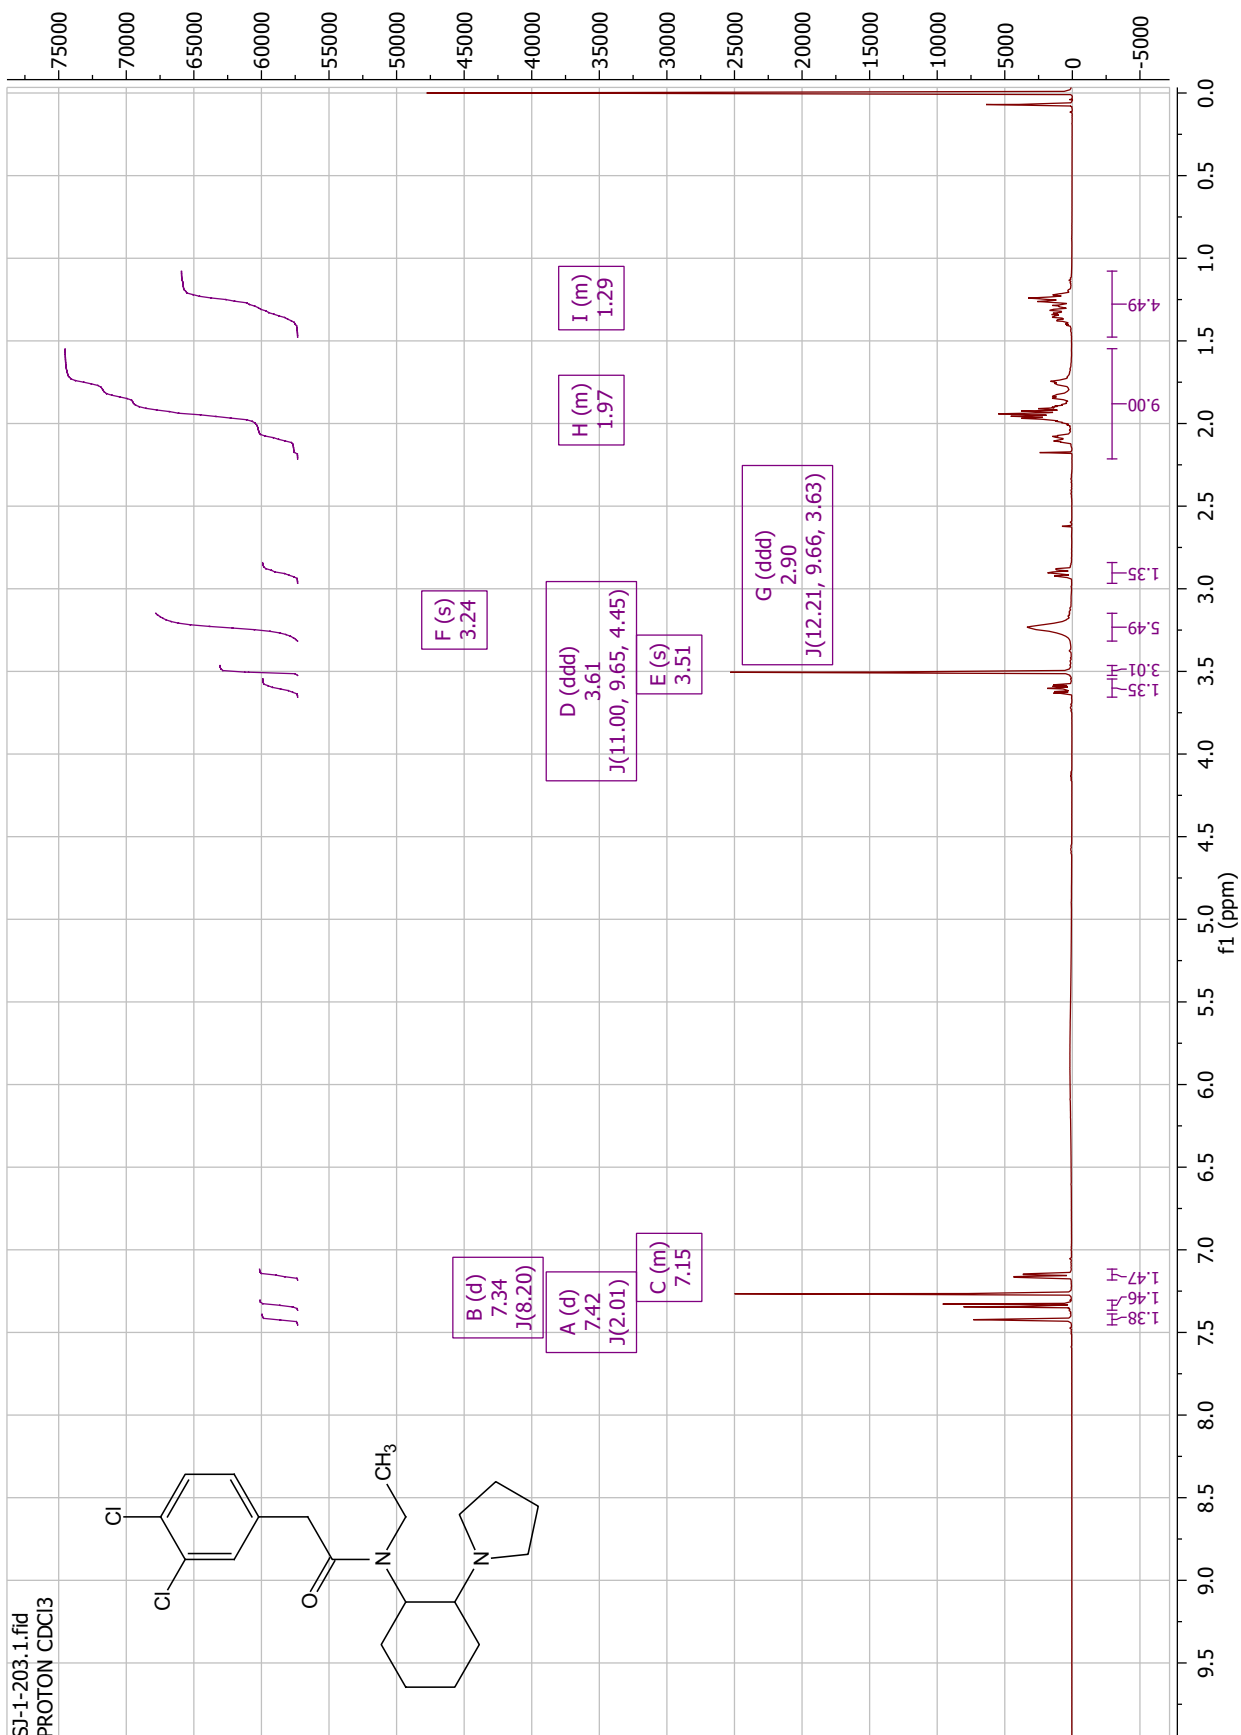 SJ-1-203.1.fid
PROTON CDCl3
Cl
Cl
O
N
CH3
N
B (d)
7.34
J(8.20)
A (d)
7.42
J(2.01)
C (m)
7.15
F (s)
3.24
D (ddd)
3.61
J(11.00, 9.65, 4.45)
E (s)
3.51
G (ddd)
2.90
J(12.21, 9.66, 3.63)
H (m)
1.97
I (m)
1.29
75000
70000
65000
60000
55000
50000
45000
40000
35000
30000
25000
20000
15000
10000
5000
0
-5000
1.38
1.46
1.47
1.35
3.01
5.49
1.35
9.00
4.49
9.5
9.0
8.5
8.0
7.5
7.0
6.5
6.0
5.5
5.0
4.5
4.0
3.5
3.0
2.5
2.0
1.5
1.0
0.5
0.0
f1 (ppm)